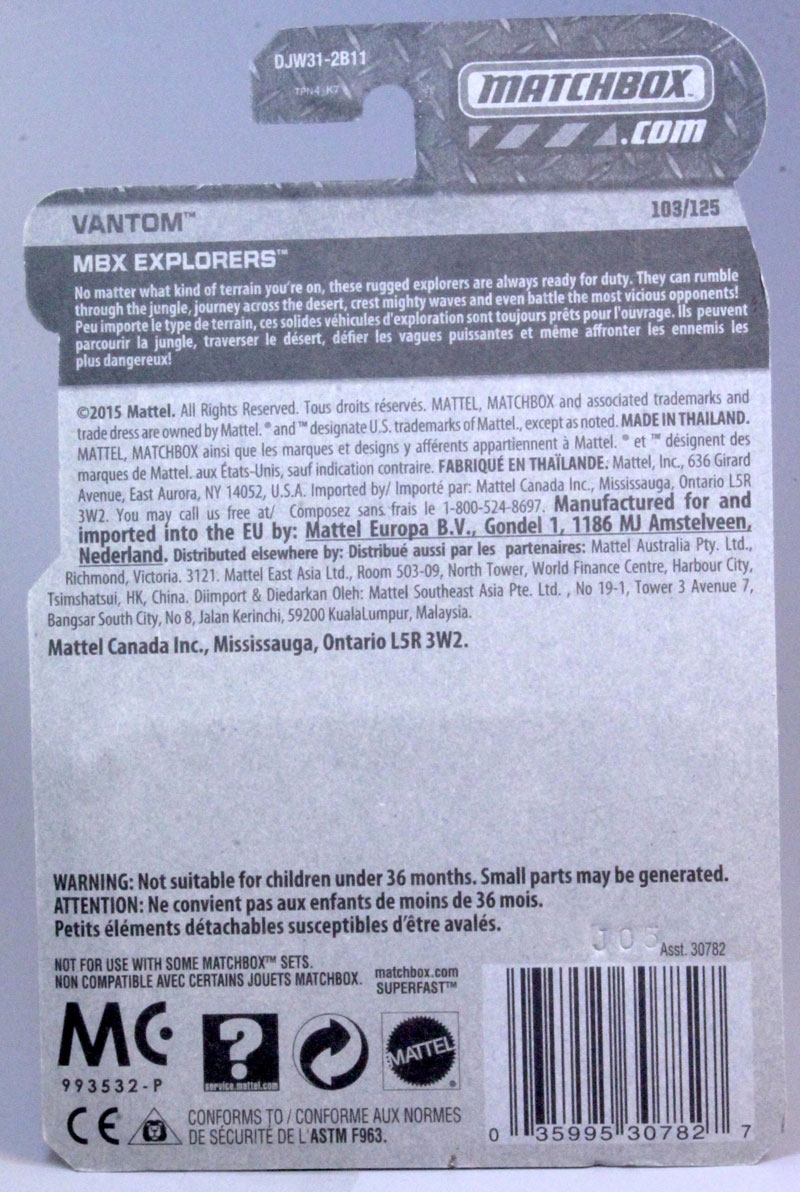 DJW31-2B11
TPN4 K7
MATCHBOX
.COM
VANTOM™
103/125
MBX EXPLORERS™
No matter what kind of terrain you're on, these rugged explorers are always ready for duty. They can rumble
through the jungle, journey across the desert, crest mighty waves and even battle the most vicious opponents!
Peu importe le type de terrain, ces solides véhicules d'exploration sont toujours prêts pour l'ouvrage. Ils peuvent
parcourir la jungle, traverser le désert, défier les vagues puissantes et même affronter les ennemis les
plus dangereux!
©2015 Mattel. All Rights Reserved. Tous droits réservés. MATTEL, MATCHBOX and associated trademarks and
trade dress are owned by Mattel. ® and ™ designate U.S. trademarks of Mattel., except as noted. MADE IN THAILAND.
MATTEL, MATCHBOX ainsi que les marques et designs y afférents appartiennent à Mattel. ® et ™ désignent des
marques de Mattel. aux États-Unis, sauf indication contraire. FABRIQUÉ EN THAÏLANDE. Mattel, Inc., 636 Girard
Avenue, East Aurora, NY 14052, U.S.A. Imported by/ Importé par: Mattel Canada Inc., Mississauga, Ontario L5R
3W2. You may call us free at/ Composez sans frais le 1-800-524-8697. Manufactured for and
imported into the EU by: Mattel Europa B.V., Gondel 1, 1186 MJ Amstelveen,
Nederland. Distributed elsewhere by: Distribué aussi par les partenaires: Mattel Australia Pty. Ltd.,
Richmond, Victoria. 3121. Mattel East Asia Ltd., Room 503-09, North Tower, World Finance Centre, Harbour City,
Tsimshatsui, HK, China. Diimport & Diedarkan Oleh: Mattel Southeast Asia Pte. Ltd. , No 19-1, Tower 3 Avenue 7,
Bangsar South City, No 8, Jalan Kerinchi, 59200 KualaLumpur, Malaysia.
Mattel Canada Inc., Mississauga, Ontario L5R 3W2.
WARNING: Not suitable for children under 36 months. Small parts may be generated.
ATTENTION: Ne convient pas aux enfants de moins de 36 mois.
Petits éléments détachables susceptibles d'être avalés.
J03
Asst. 30782
NOT FOR USE WITH SOME MATCHBOX™ SETS.
NON COMPATIBLE AVEC CERTAINS JOUETS MATCHBOX.
matchbox.com
SUPERFAST™
MC
993532-P
?
service.mattel.com
MATTEL
CE
CONFORMS TO / CONFORME AUX NORMES
DE SÉCURITÉ DE L'ASTM F963.
0 35995 30782 7